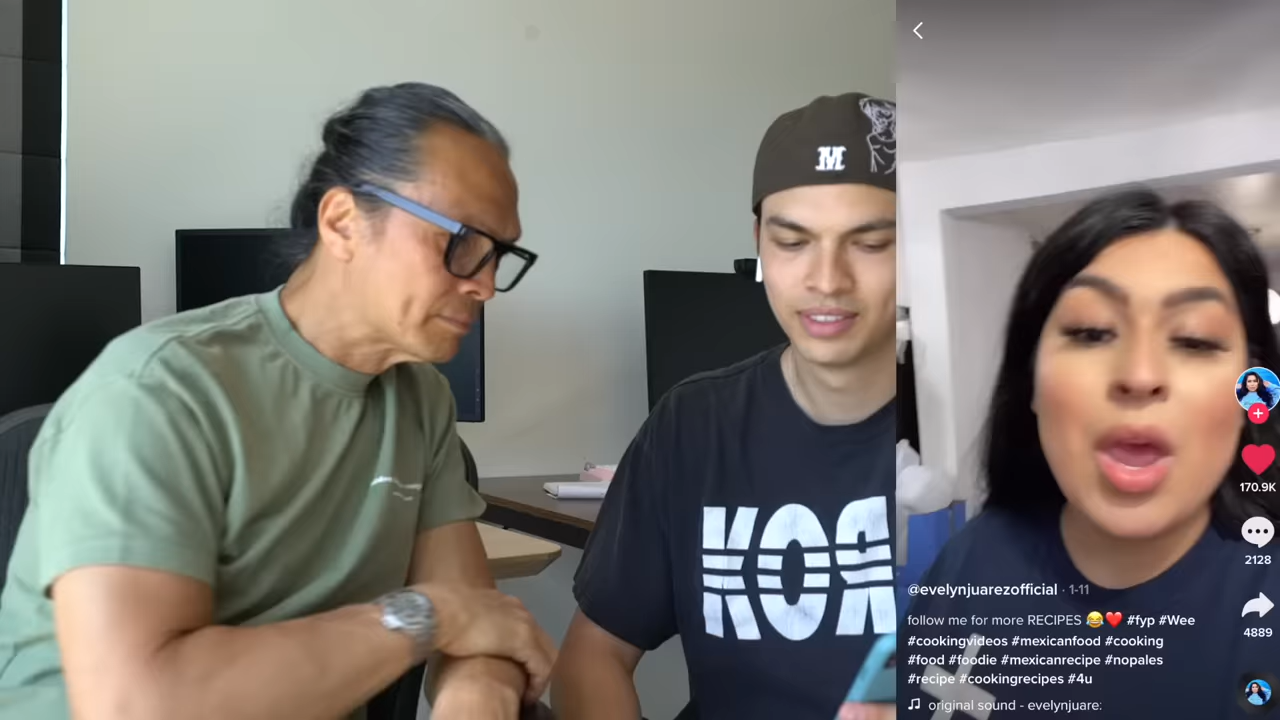 M
KOЯ
170.9K
2128
4889
@evelynjuarezofficial · 1-11
follow me for more RECIPES 😂❤️ #fyp #Wee
#cookingvideos #mexicanfood #cooking
#food #foodie #mexicanrecipe #nopales
#recipe #cookingrecipes #4u
original sound - evelynjuare: